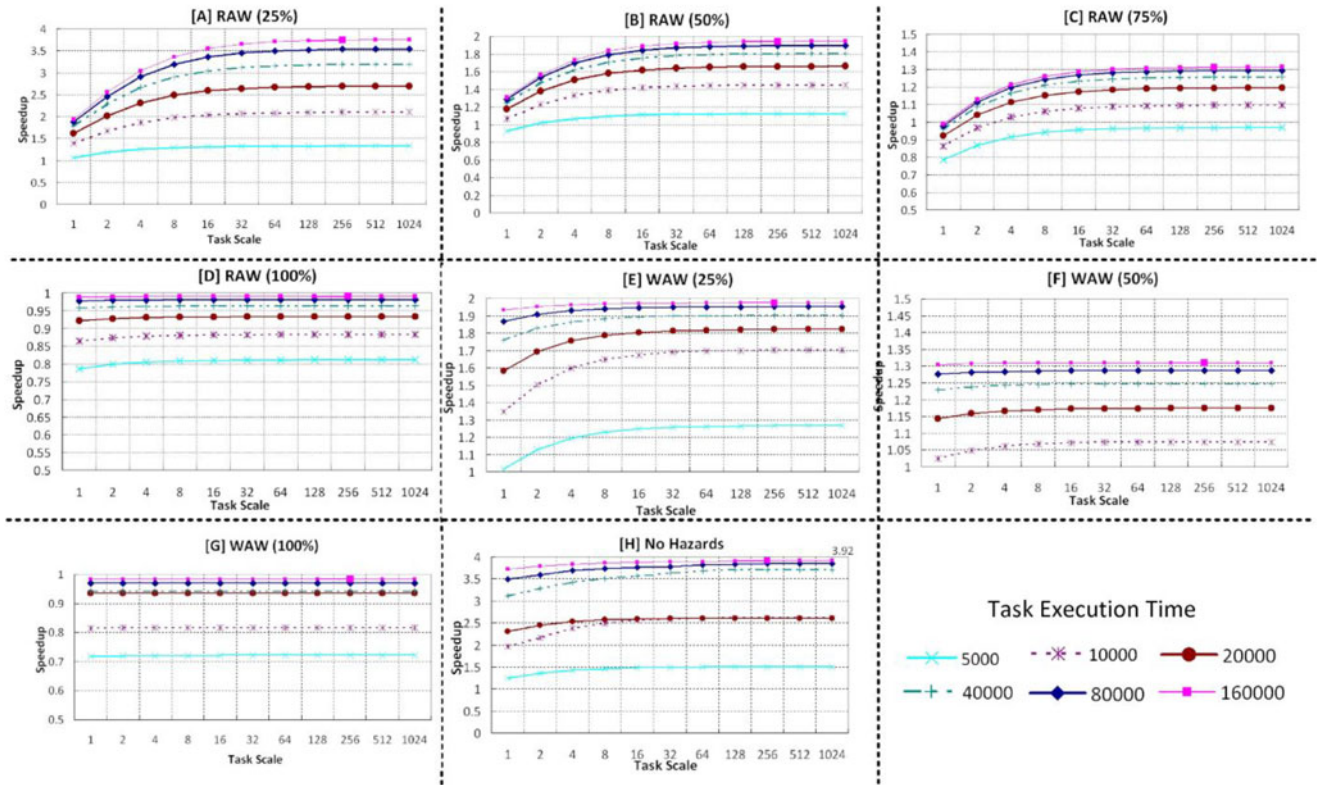 [A] RAW (25%)
4
3.5
3
2.5
2
1.5
1
0.5
0
Speedup
1 2 4 8 16 32 64 128 256 512 1024
Task Scale
[B] RAW (50%)
2
1.8
1.6
1.4
1.2
1
0.8
0.6
0.4
0.2
0
Speedup
1 2 4 8 16 32 64 128 256 512 1024
Task Scale
[C] RAW (75%)
1.5
1.4
1.3
1.2
1.1
1
0.9
0.8
0.7
0.6
0.5
Speedup
1 2 4 8 16 32 64 128 256 512 1024
Task Scale
[D] RAW (100%)
1
0.95
0.9
0.85
0.8
0.75
0.7
0.65
0.6
0.55
0.5
Speedup
1 2 4 8 16 32 64 128 256 512 1024
Task Scale
[E] WAW (25%)
2
1.9
1.8
1.7
1.6
1.5
1.4
1.3
1.2
1.1
1
Speedup
1 2 4 8 16 32 64 128 256 512 1024
Task Scale
[F] WAW (50%)
1.5
1.45
1.4
1.35
1.3
1.25
1.2
1.15
1.1
1.05
1
Speedup
1 2 4 8 16 32 64 128 256 512 1024
Task Scale
[G] WAW (100%)
1
0.9
0.8
0.7
0.6
0.5
Speedup
1 2 4 8 16 32 64 128 256 512 1024
Task Scale
[H] No Hazards
3.92
4
3.5
3
2.5
2
1.5
1
0.5
0
Speedup
1 2 4 8 16 32 64 128 256 512 1024
Task Scale
Task Execution Time
5000 10000 20000
40000 80000 160000